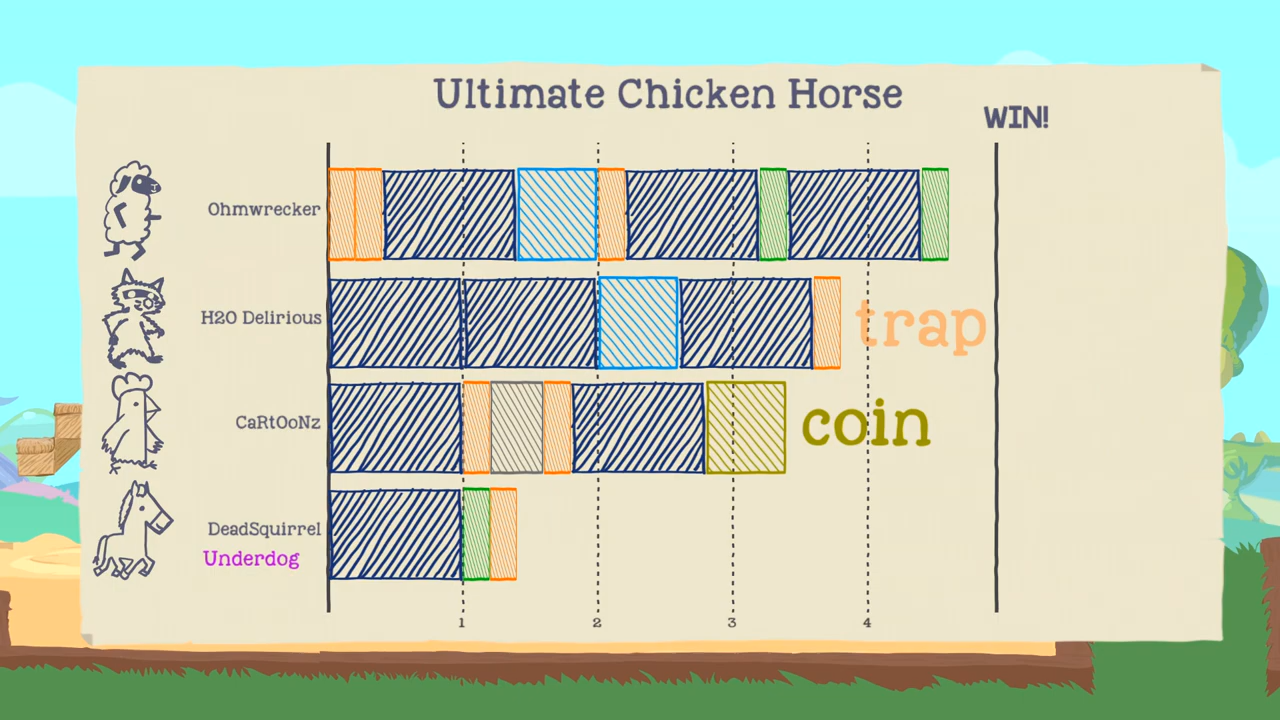 Ultimate Chicken Horse
WIN!
Ohmwrecker
H2O Delirious
trap
CaRtOoNz
coin
DeadSquirrel
Underdog
1 2 3 4